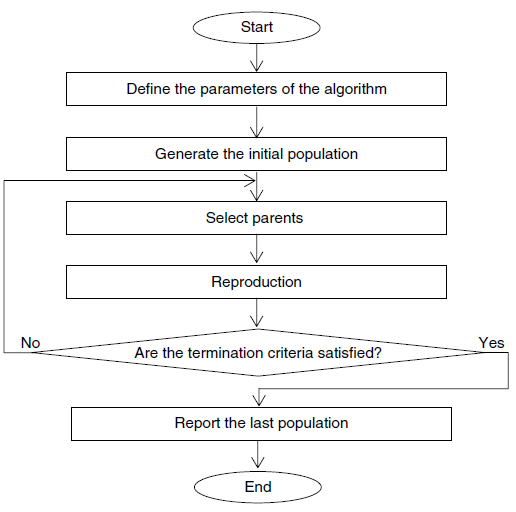 Start
Define the parameters of the algorithm
Generate the initial population
Select parents
Reproduction
No
Are the termination criteria satisfied?
Yes
Report the last population
End